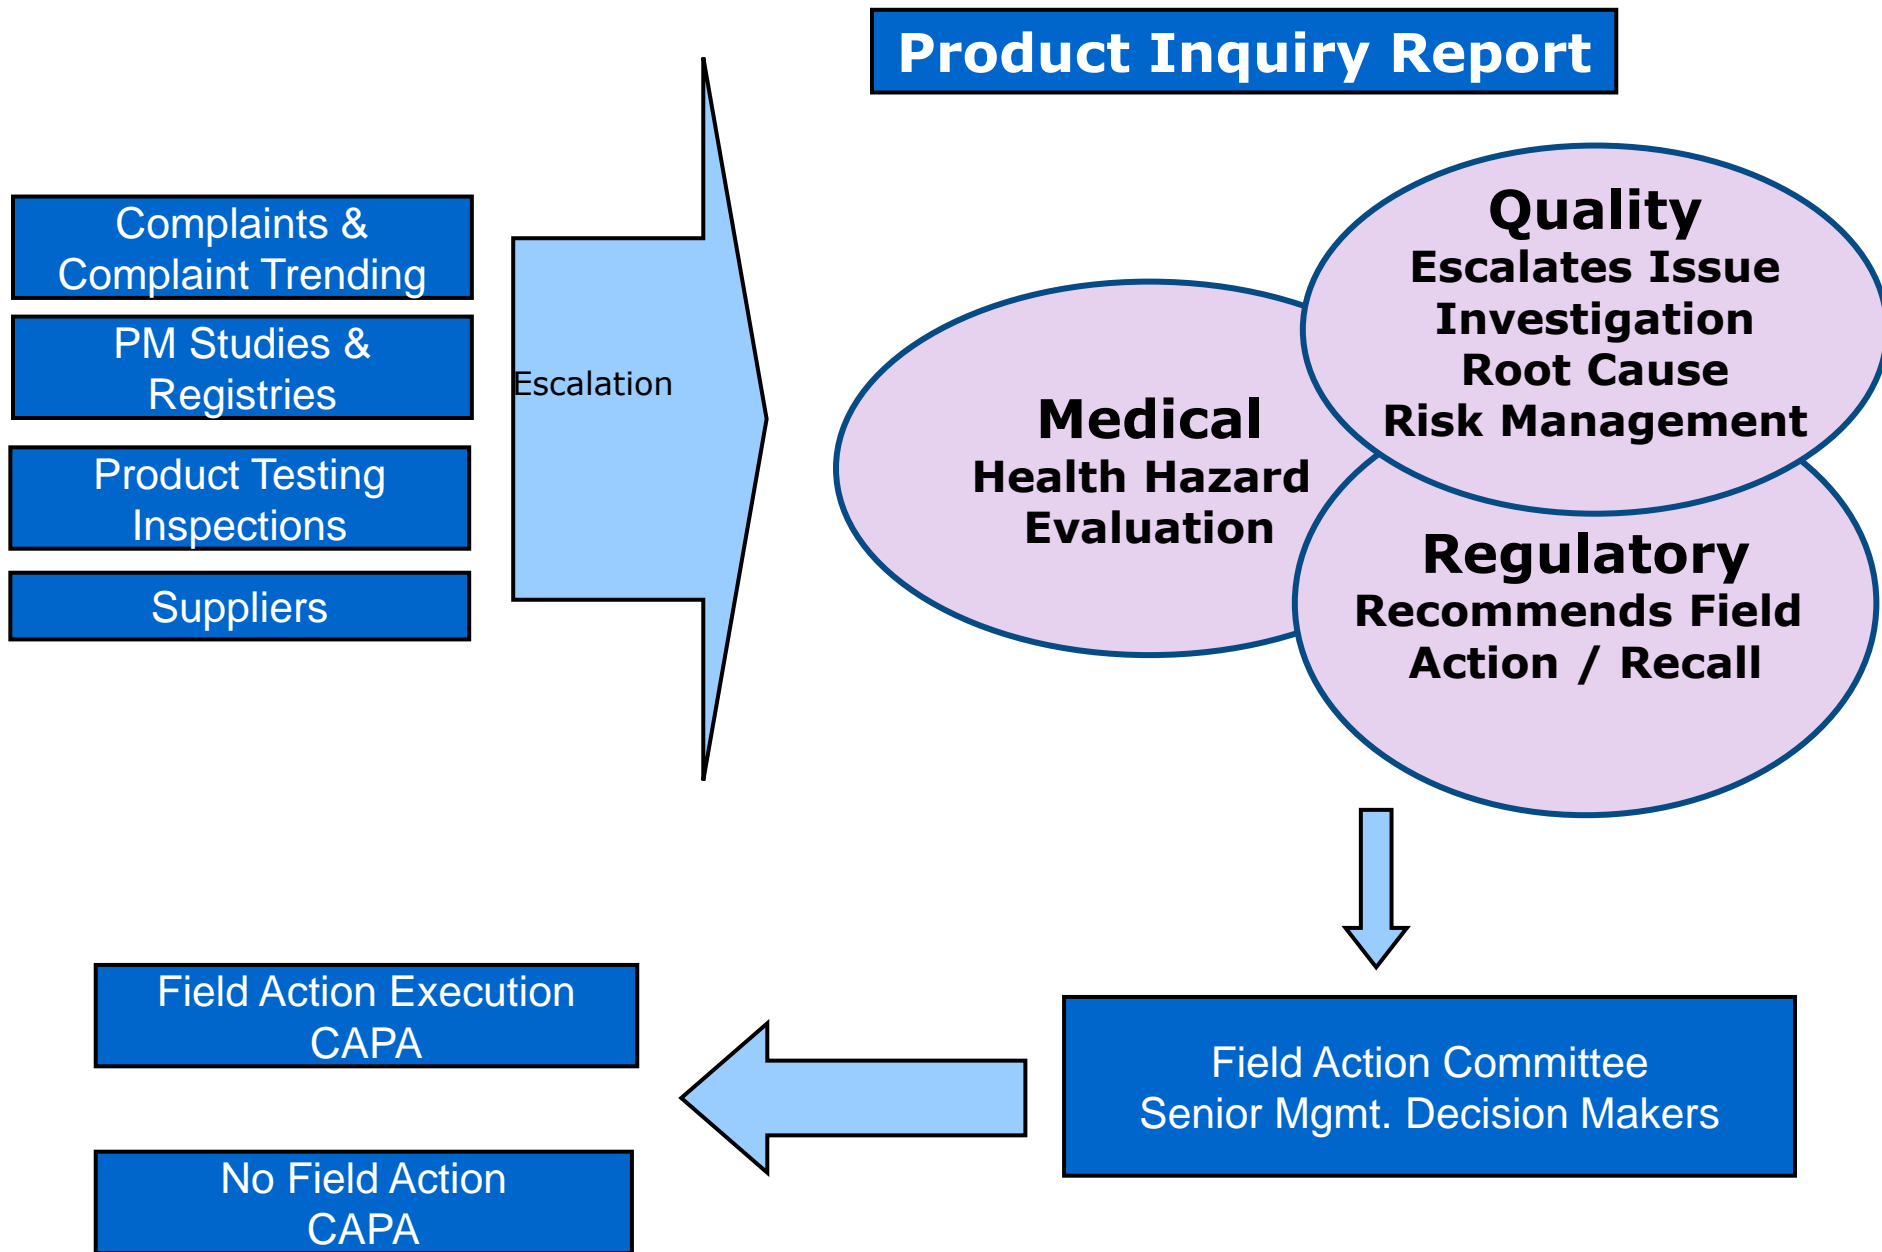 Product Inquiry Report
Complaints &
Complaint Trending
PM Studies &
Registries
Product Testing
Inspections
Suppliers
Escalation
Medical
Health Hazard
Evaluation
Quality
Escalates Issue
Investigation
Root Cause
Risk Management
Regulatory
Recommends Field
Action / Recall
Field Action Committee
Senior Mgmt. Decision Makers
Field Action Execution
CAPA
No Field Action
CAPA